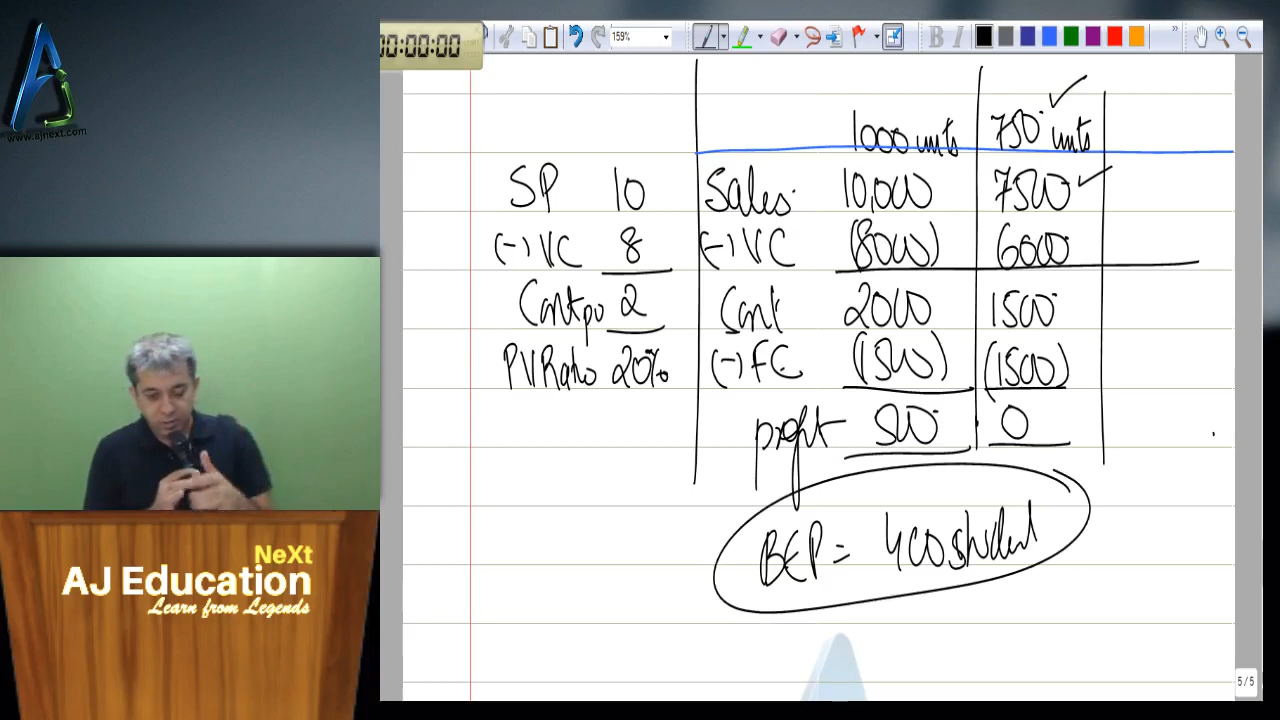 00:00:00
159%
B I
www.ajnext.com
1000 units 750 units
SP 10 Sales 10,000 7500
(-) VC 8 (-) VC (8000) 6000
Contpu 2 Cont 2000 1500
PV Ratio 20% (-) FC (1500) (1500)
profit 500 0
BEP = 400 student
NeXt
AJ Education
Learn from Legends
5/5